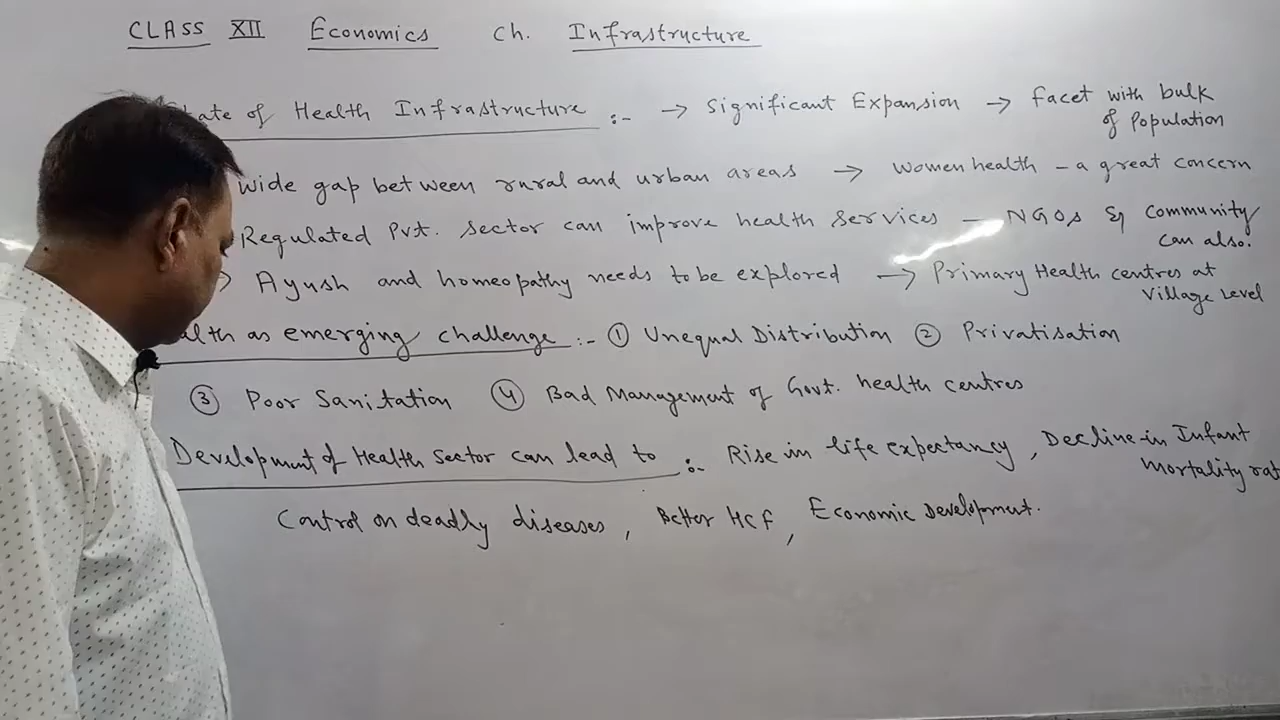 CLASS XII Economics Ch. Infrastructure
ate of Health Infrastructure :- → Significant Expansion → facet with bulk of population
wide gap between rural and urban areas → women health - a great concern
Regulated Pvt. sector can improve health services - NGOs & Community can also.
Ayush and homeopathy needs to be explored → Primary Health centres at Village Level
alth as emerging challenge :- ① Unequal Distribution ② Privatisation
③ Poor Sanitation ④ Bad Management of Govt. health centres
Development of Health Sector can lead to :- Rise in life expectancy, Decline in Infant Mortality rat
Control on deadly diseases, Better HCF, Economic Development.